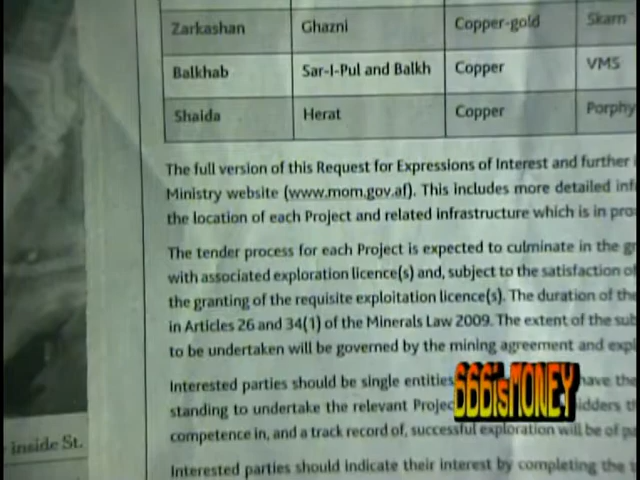 Zarkashan Ghazni Copper-gold Skarn
Balkhab Sar-I-Pul and Balkh Copper VMS
Shaida Herat Copper
The full version of this Request for Expressions of Interest and further
Ministry website (www.mom.gov.af). This includes more detailed
the location of each Project and related infrastructure which is in
The tender process for each Project is expected to culminate in the
with associated exploration licence(s) and, subject to the satisfaction
the granting of the requisite exploitation licence(s). The duration of
in Articles 26 and 34(1) of the Minerals Law 2009. The extent of the
to be undertaken will be governed by the mining agreement and
Interested parties should be single entities have
standing to undertake the relevant
competence in, and a track record of, successful exploration will be of
Interested parties should indicate their interest by completing the
inside St.
666isMONEY